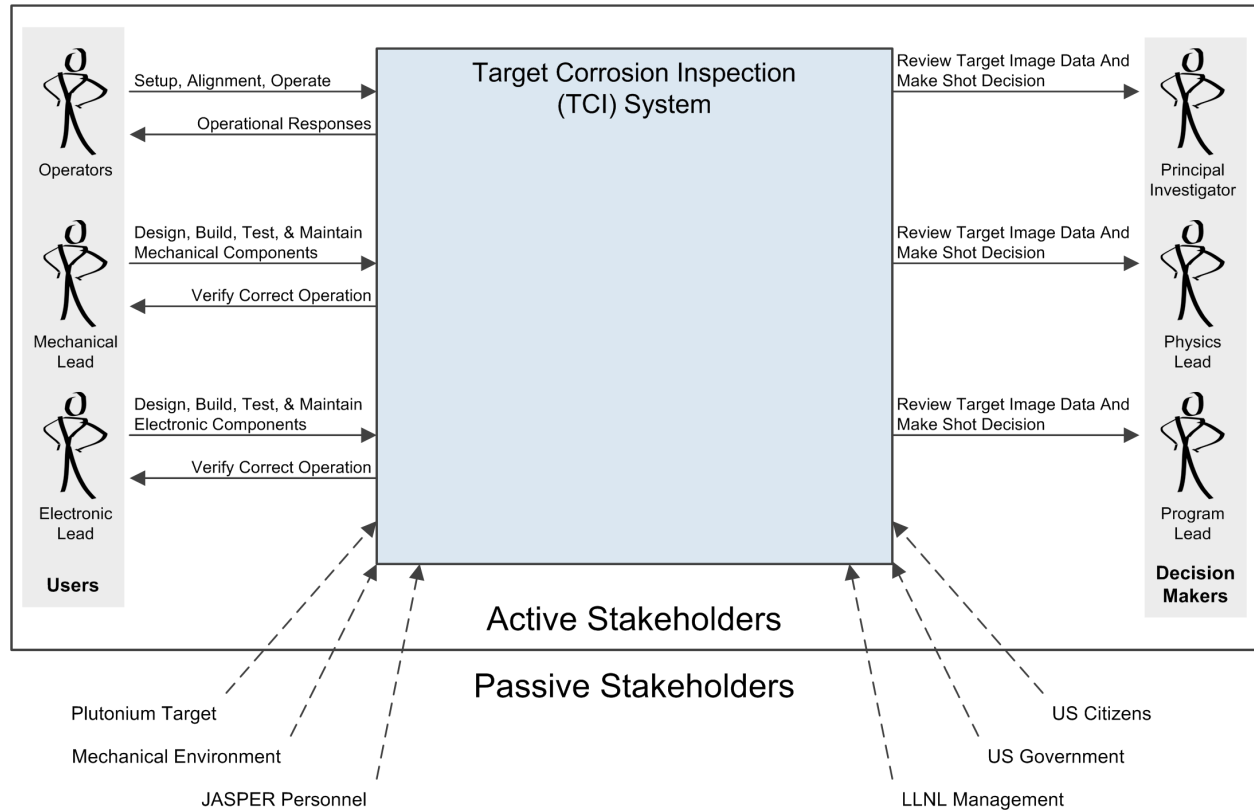 Target Corrosion Inspection
(TCI) System
Setup, Alignment, Operate
Operational Responses
Operators
Design, Build, Test, & Maintain
Mechanical Components
Verify Correct Operation
Mechanical
Lead
Design, Build, Test, & Maintain
Electronic Components
Verify Correct Operation
Electronic
Lead
Users
Review Target Image Data And
Make Shot Decision
Principal
Investigator
Review Target Image Data And
Make Shot Decision
Physics
Lead
Review Target Image Data And
Make Shot Decision
Program
Lead
Decision
Makers
Active Stakeholders
Passive Stakeholders
Plutonium Target
Mechanical Environment
JASPER Personnel
US Citizens
US Government
LLNL Management